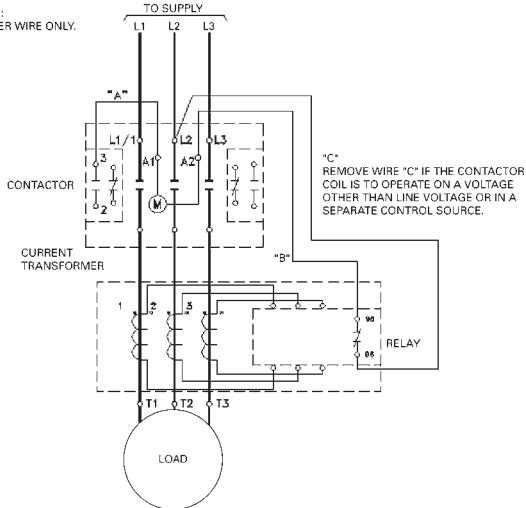 :
ER WIRE ONLY.
TO SUPPLY
L1 L2 L3
"A"
L1/1 L2 L3
3 A1 A2
CONTACTOR
2
M
"C"
REMOVE WIRE "C" IF THE CONTACTOR
COIL IS TO OPERATE ON A VOLTAGE
OTHER THAN LINE VOLTAGE OR IN A
SEPARATE CONTROL SOURCE.
CURRENT
TRANSFORMER
"B"
1 2 3
RELAY
T1 T2 T3
LOAD